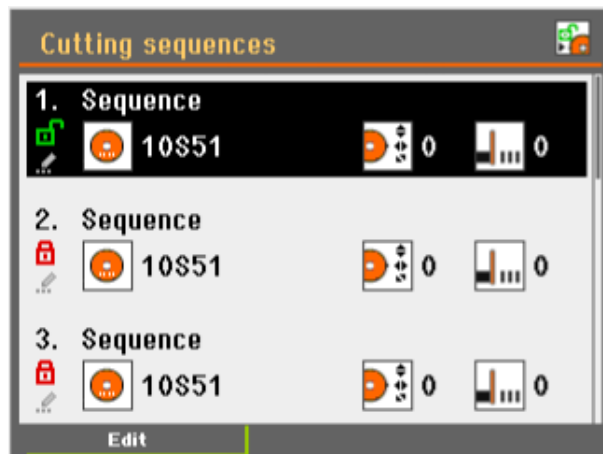 Cutting sequences
1. Sequence
10S51 0 0
2. Sequence
10S51 0 0
3. Sequence
10S51 0 0
Edit